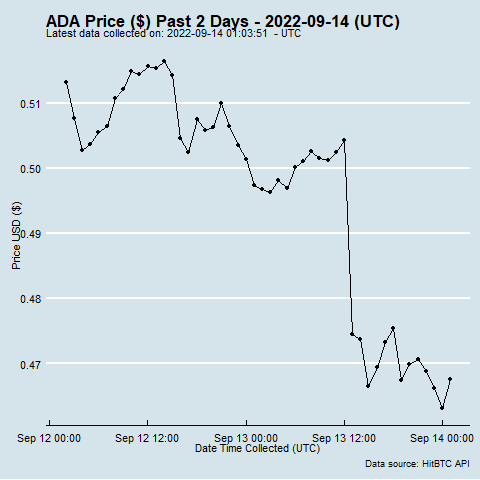 ADA Price ($) Past 2 Days - 2022-09-14 (UTC)
Latest data collected on: 2022-09-14 01:03:51 - UTC
0.51
0.50
0.49
0.48
0.47
Price USD ($)
Sep 12 00:00 Sep 12 12:00 Sep 13 00:00 Sep 13 12:00 Sep 14 00:00
Date Time Collected (UTC)
Data source: HitBTC API